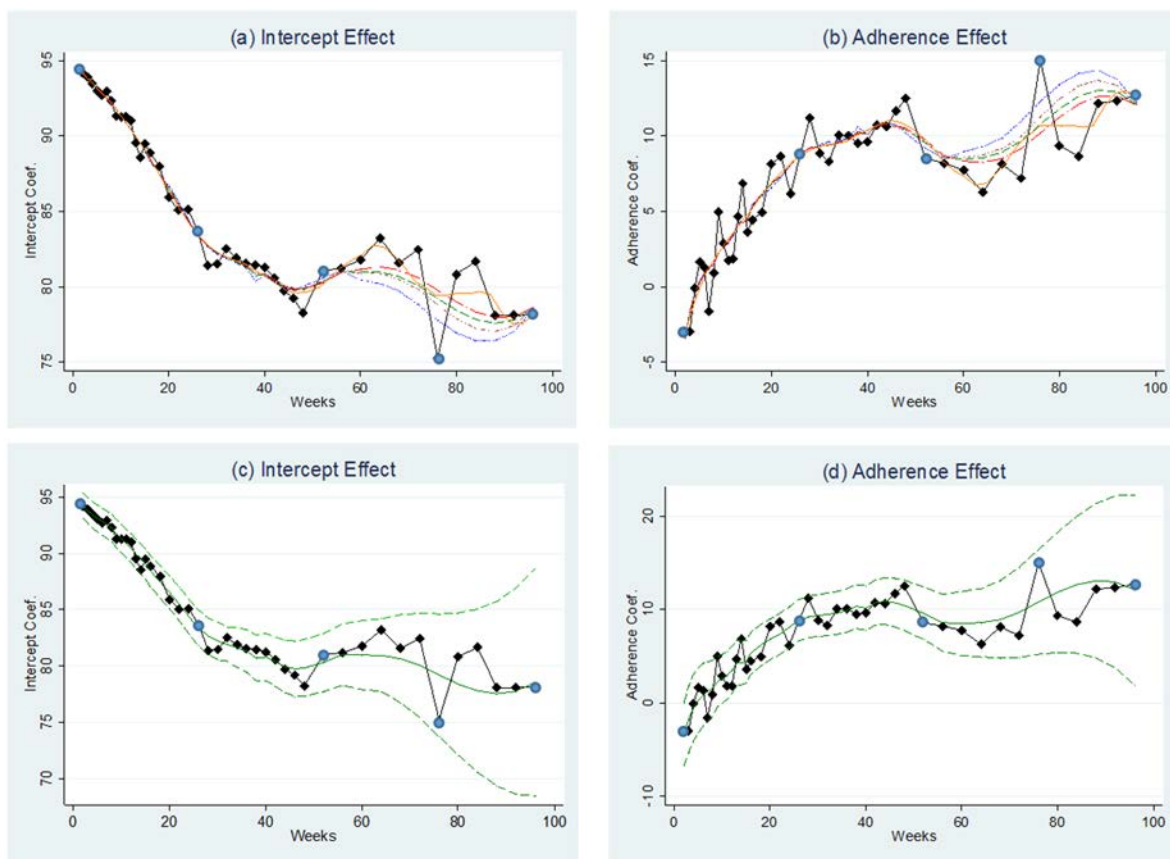 (a) Intercept Effect
Intercept Coef.
95
90
85
80
75
0 20 40 60 80 100
Weeks
(b) Adherence Effect
Adherence Coef.
15
10
5
0
-5
0 20 40 60 80 100
Weeks
(c) Intercept Effect
Intercept Coef.
95
90
85
80
75
70
0 20 40 60 80 100
Weeks
(d) Adherence Effect
Adherence Coef.
20
10
0
-10
0 20 40 60 80 100
Weeks